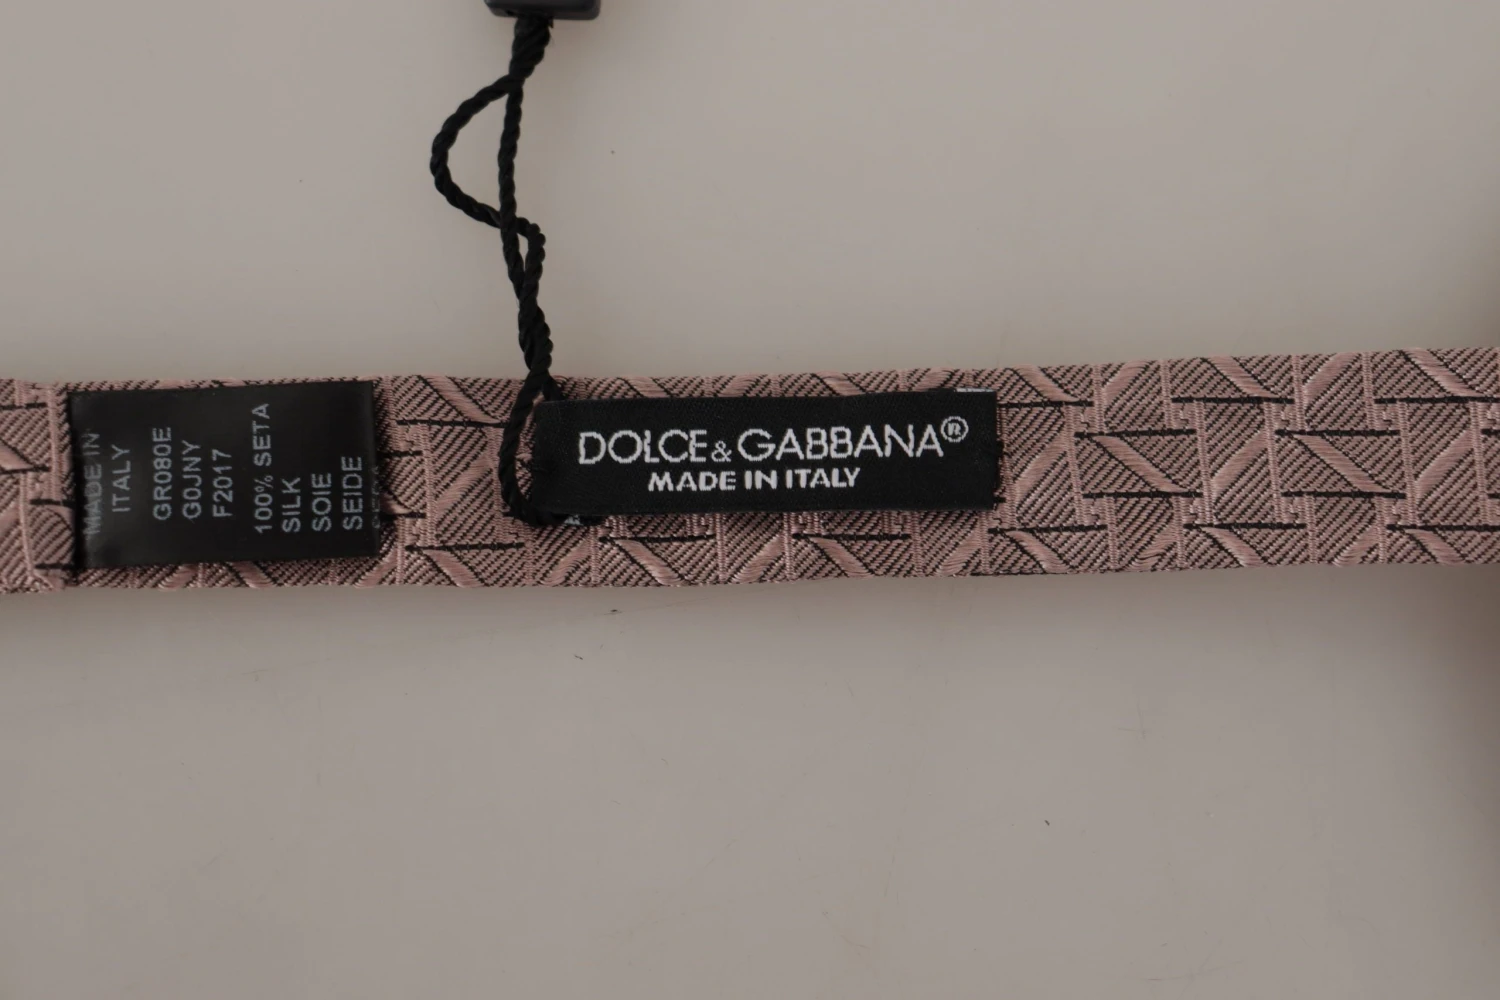 MADE IN
ITALY
GR080E
G0JNY
F2017
100% SETA
SILK
SOIE
SEIDE
DOLCE&GABBANA®
MADE IN ITALY